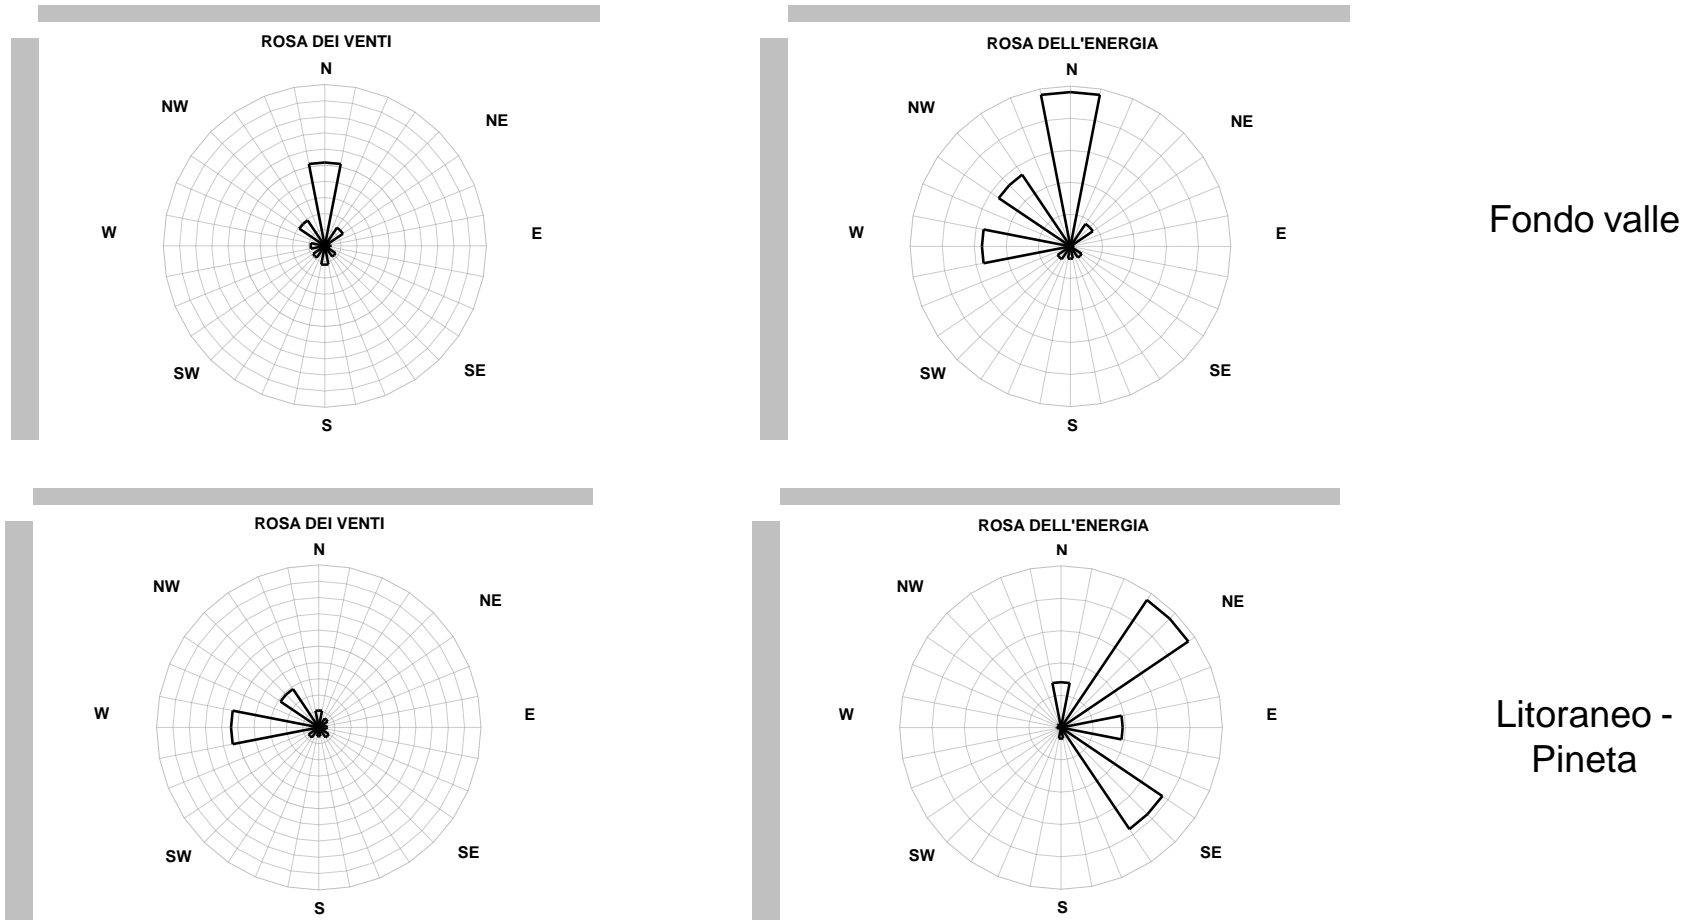 ROSA DEI VENTI
N
NW
NE
W
E
SW
SE
S
ROSA DELL'ENERGIA
N
NW
NE
W
E
SW
SE
S
Fondo valle
ROSA DEI VENTI
N
NW
NE
W
E
SW
SE
S
ROSA DELL'ENERGIA
N
NW
NE
W
E
SW
SE
S
Litoraneo -
Pineta